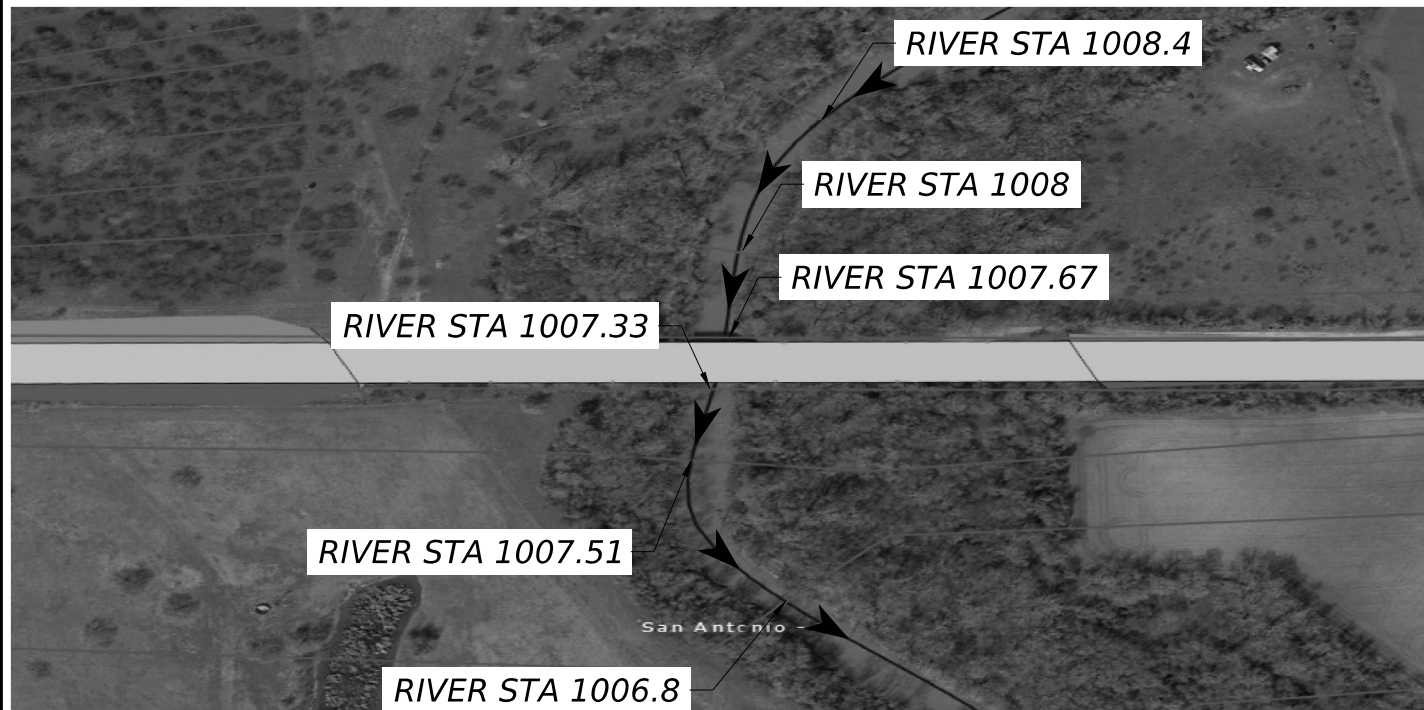 RIVER STA 1008.4
RIVER STA 1008
RIVER STA 1007.67
RIVER STA 1007.33
RIVER STA 1007.51
San Antonio -
RIVER STA 1006.8